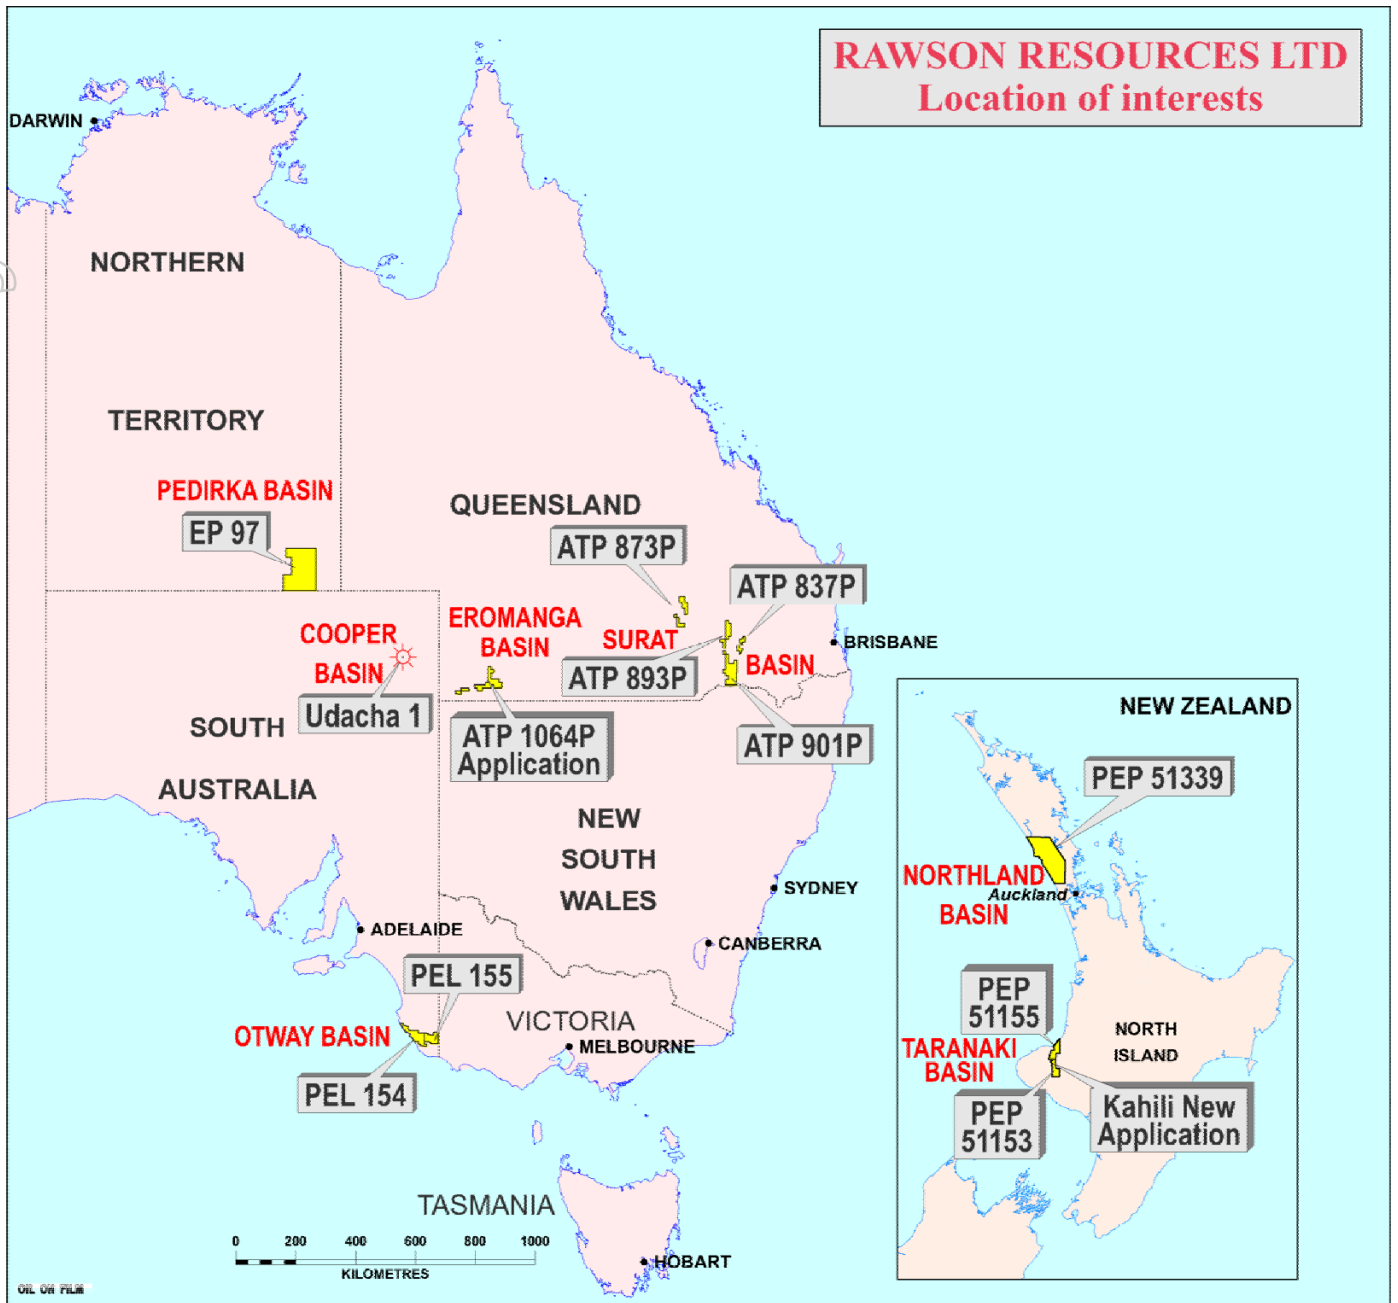 RAWSON RESOURCES LTD
Location of interests
DARWIN
NORTHERN
TERRITORY
PEDIRKA BASIN
EP 97
QUEENSLAND
ATP 873P
ATP 837P
EROMANGA
BASIN
SURAT
BASIN
ATP 893P
BRISBANE
COOPER
BASIN
Udacha 1
ATP 1064P
Application
ATP 901P
SOUTH
AUSTRALIA
NEW
SOUTH
WALES
SYDNEY
ADELAIDE
CANBERRA
PEL 155
OTWAY BASIN
VICTORIA
MELBOURNE
PEL 154
TASMANIA
HOBART
0 200 400 600 800 1000
KILOMETRES
OIL ON FILM
NEW ZEALAND
PEP 51339
NORTHLAND
BASIN
Auckland
PEP
51155
TARANAKI
BASIN
NORTH
ISLAND
PEP
51153
Kahili New
Application